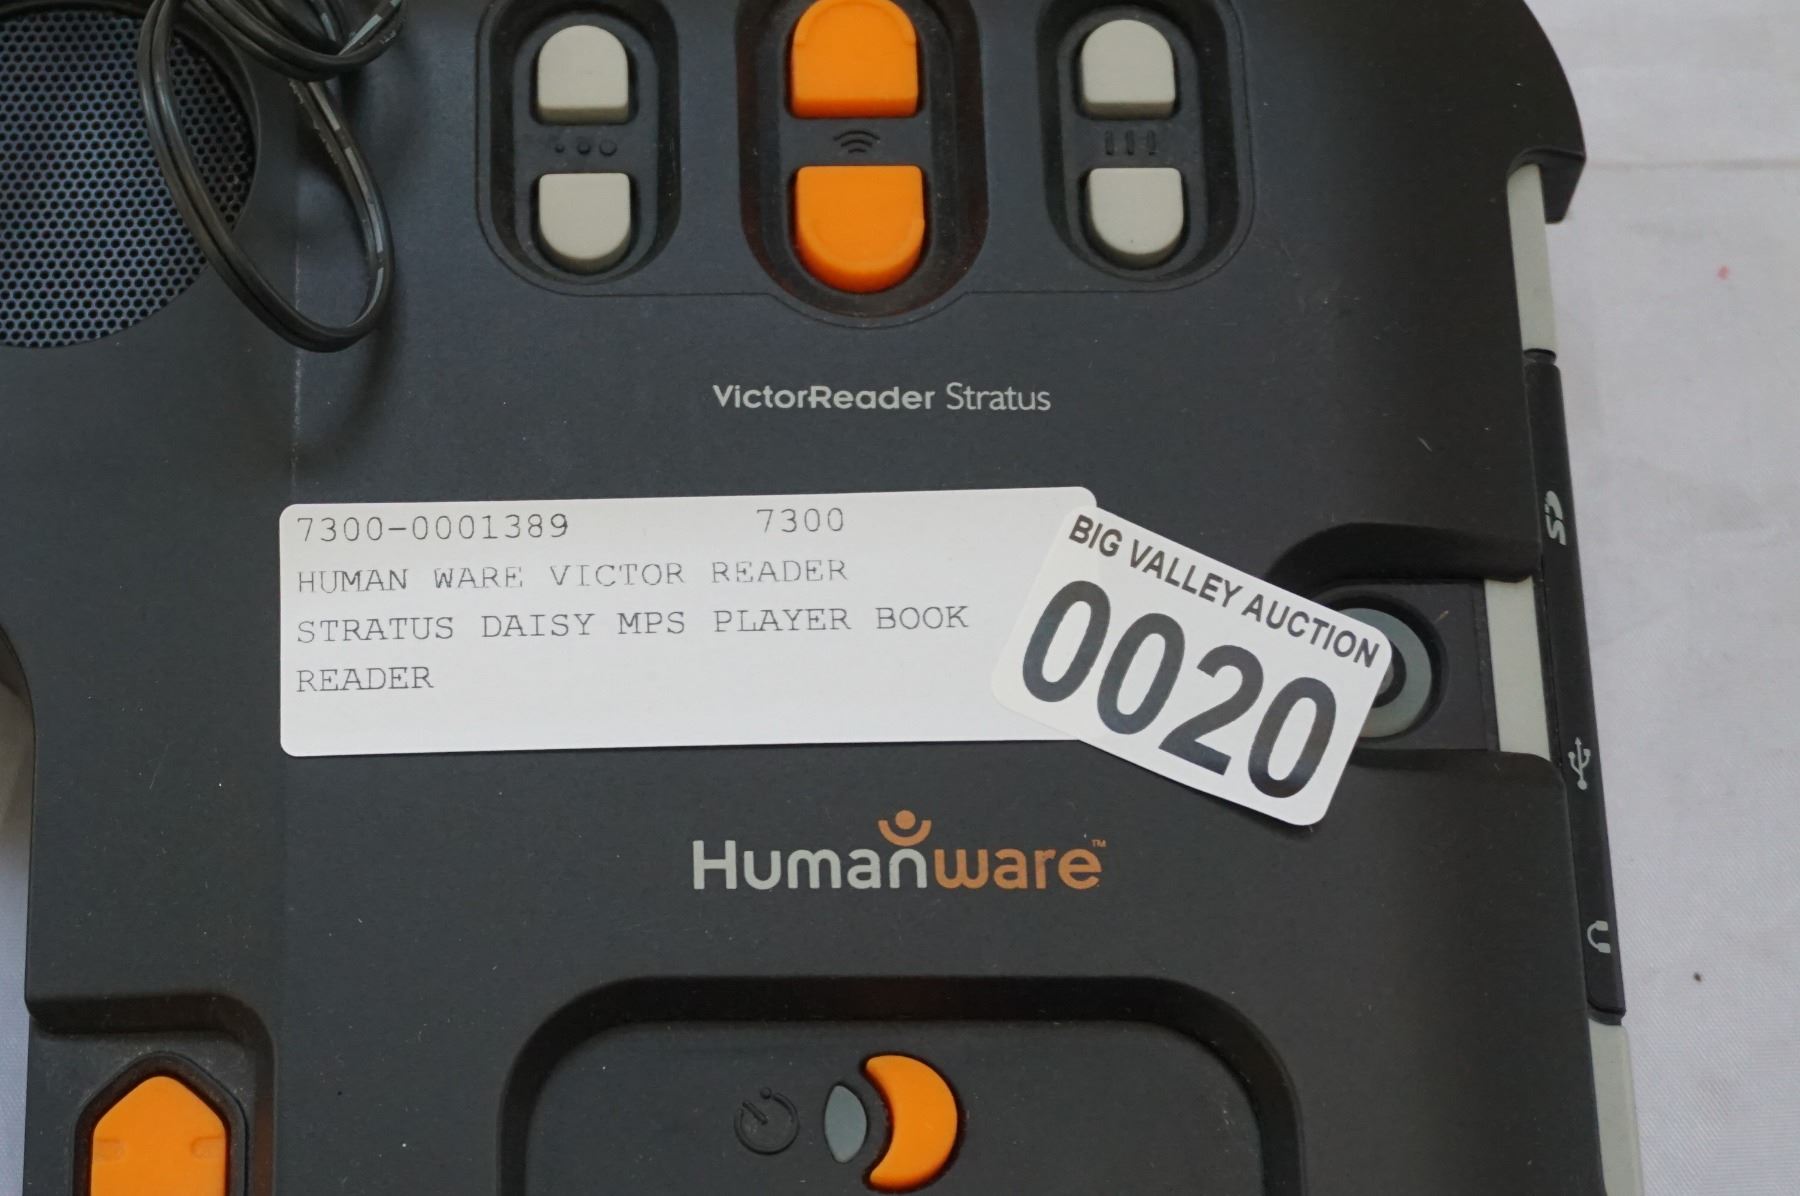 VictorReader Stratus
7300-0001389 7300
HUMAN WARE VICTOR READER
STRATUS DAISY MPS PLAYER BOOK
READER
BIG VALLEY AUCTION
0020
Humanware™
SD